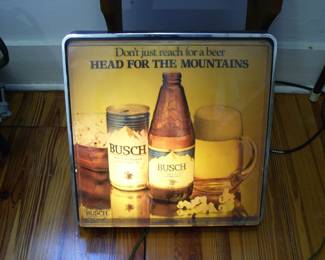 Don't just reach for a beer
HEAD FOR THE MOUNTAINS
BUSCH
BUSCH
BUSCH